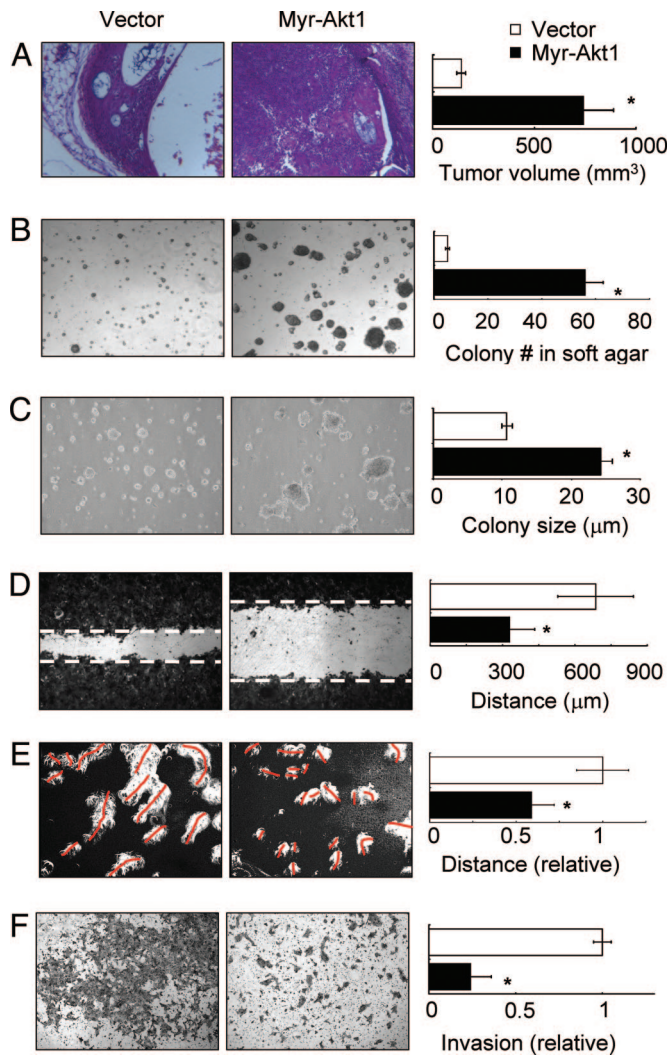 Vector Myr-Akt1
Vector
Myr-Akt1
A
*
0 500 1000
Tumor volume (mm³)
B
*
0 20 40 60 80
Colony # in soft agar
C
*
0 10 20 30
Colony size (μm)
D
*
0 300 600 900
Distance (μm)
E
*
0 0.5 1
Distance (relative)
F
*
0 0.5 1
Invasion (relative)